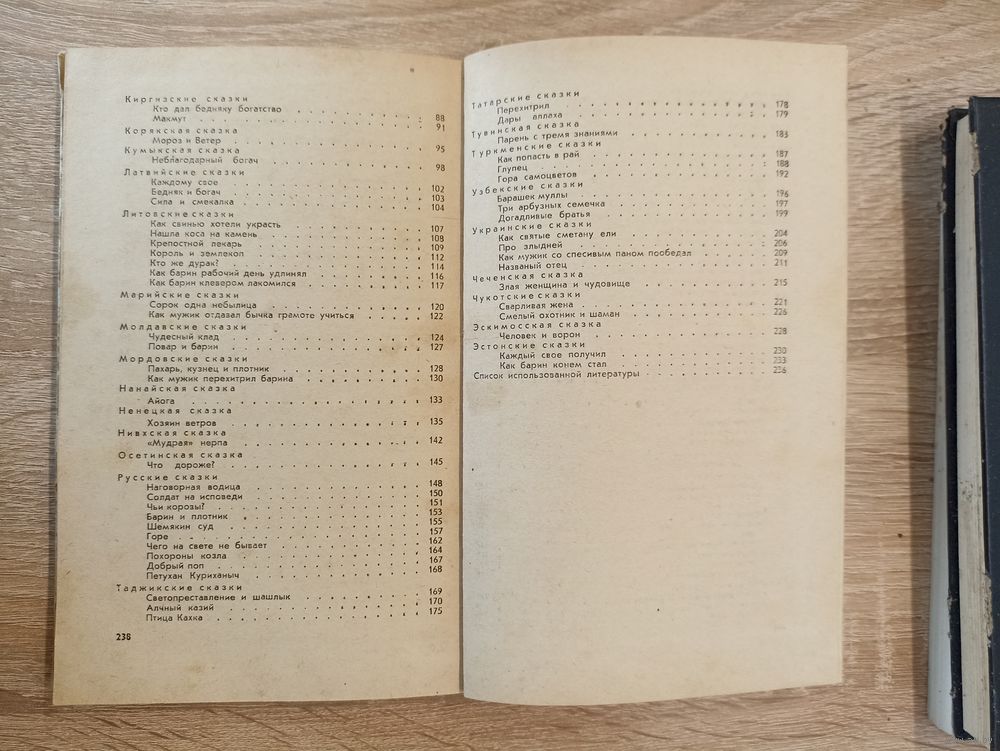 Киргизские сказки
Кто дал бедняку богатство 88
Макмут 91
Корякская сказка
Мороз и Ветер 95
Кумыкская сказка
Неблагодарный богач 98
Латвийские сказки
Каждому свое 102
Бедняк и богач 103
Сила и смекалка 104
Литовские сказки
Как свинью хотели украсть 107
Нашла коса на камень 108
Крепостной лекарь 109
Король и землекоп 112
Кто же дурак? 114
Как барин рабочий день удлинял 116
Как барин клевером лакомился 117
Марийские сказки
Сорок одна небылица 120
Как мужик отдавал бычка грамоте учиться 122
Молдавские сказки
Чудесный клад 124
Повар и барин 127
Мордовские сказки
Пахарь, кузнец и плотник 128
Как мужик перехитрил барина 130
Нанайская сказка
Айога 133
Ненецкая сказка
Хозяин ветров 135
Нивхская сказка
«Мудрая» нерпа 142
Осетинская сказка
Что дороже? 145
Русские сказки
Наговорная водица 148
Солдат на исповеди 150
Чьи корозы? 151
Барин и плотник 153
Шемякин суд 155
Горе 157
Чего на свете не бывает 162
Похороны козла 164
Добрый поп 167
Петухан Куриханыч 168
Таджикские сказки
Светопреставление и шашлык 169
Алчный казий 170
Птица Кахка 175
238
Татарские сказки
Перехитрил 178
Дары аллаха 179
Тувинская сказка
Парень с тремя знаниями 183
Туркменские сказки
Как попасть в рай 187
Глупец 188
Гора самоцветов 192
Узбекские сказки
Барашек муллы 196
Три арбузных семечка 197
Догадливые братья 199
Украинские сказки
Как святые сметану ели 204
Про злыдней 206
Как мужик со спесивым паном пообедал 209
Названый отец 211
Чеченская сказка
Злая женщина и чудовище 215
Чукотские сказки
Сварливая жена 221
Смелый охотник и шаман 226
Эскимосская сказка
Человек и ворон 228
Эстонские сказки
Каждый свое получил 230
Как барин конем стал 233
Список использованной литературы 236